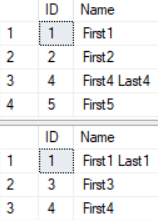 ID Name
1 1 First1
2 2 First2
3 4 First4 Last4
4 5 First5
ID Name
1 1 First1 Last1
2 3 First3
3 4 First4